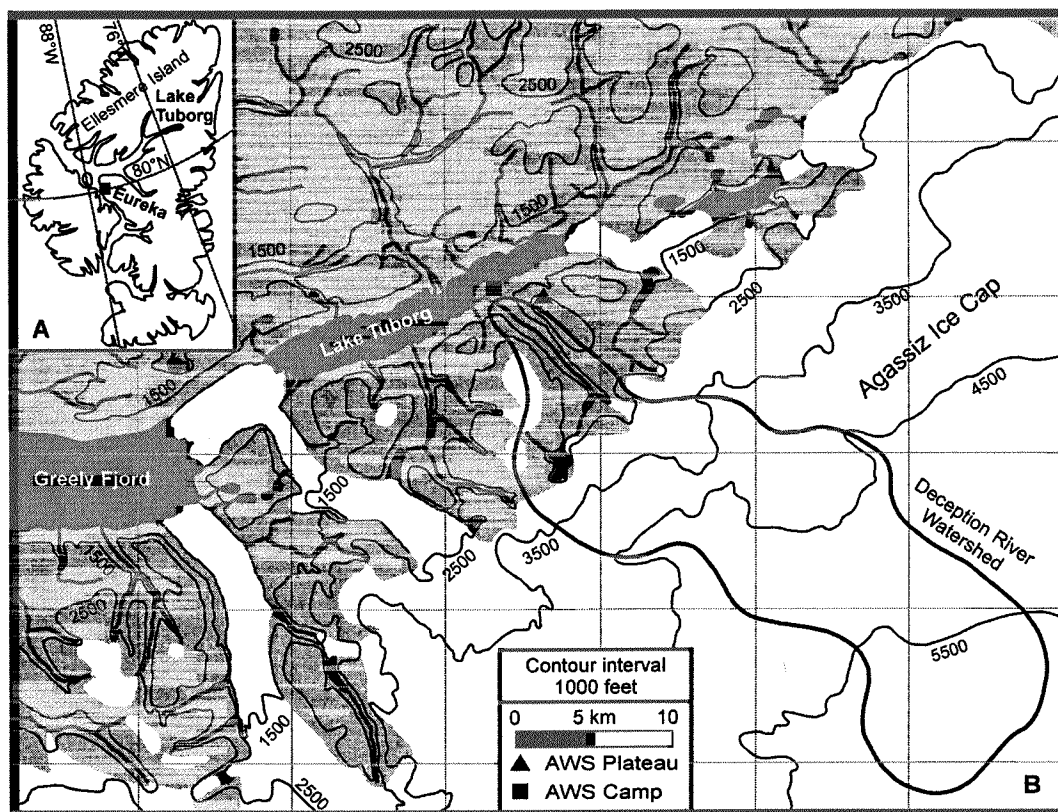 88°W
76°W
Ellesmere Island
Lake
Tuborg
80°N
Eureka
A
2500
2500
1500
1500
1500
2500
3500
Lake Tuborg
Agassiz Ice Cap
4500
1500
Greely Fjord
1500
Deception River
Watershed
2500
3500
1500
2500
5500
1500
2500
Contour interval
1000 feet
0 5 km 10
AWS Plateau
AWS Camp
B